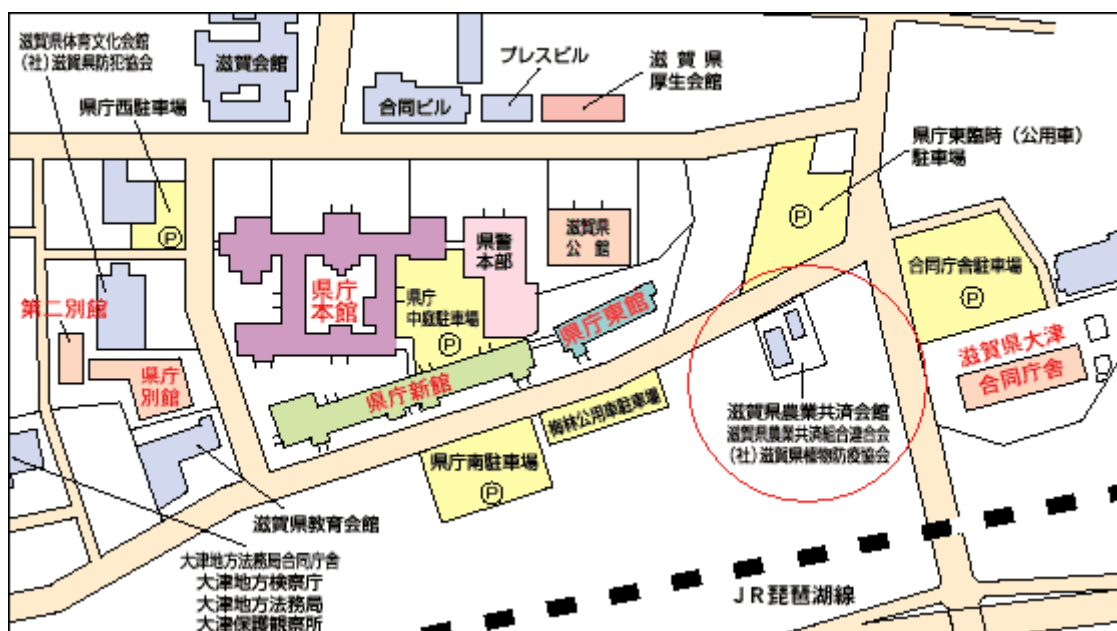 滋賀県体育文化会館
(社)滋賀県防犯協会
滋賀会館
プレスビル
滋賀県
厚生会館
合同ビル
県庁西駐車場
県庁東臨時（公用車）
駐車場
P
P
滋賀県
公館
県警
本部
合同庁舎駐車場
P
県庁
本館
県庁
中庭駐車場
P
県庁東館
第二別館
県庁
別館
滋賀県大津
合同庁舎
県庁新館
梅林公用車駐車場
滋賀県農業共済会館
滋賀県農業共済組合連合会
(社)滋賀県植物防疫協会
県庁南駐車場
P
滋賀県教育会館
大津地方法務局合同庁舎
大津地方検察庁
大津地方法務局
大津保護観察所
JR琵琶湖線